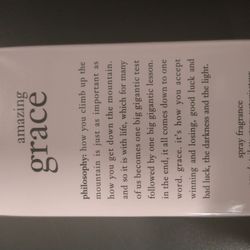 amazing
grace
philosophy: how you climb up the
mountain is just as important as
how you get down the mountain.
and so it is with life, which for many
of us becomes one big gigantic test
followed by one big gigantic lesson.
in the end, it all comes down to one
word. grace. it's how you accept
winning and losing, good luck and
bad luck, the darkness and the light.
spray fragrance